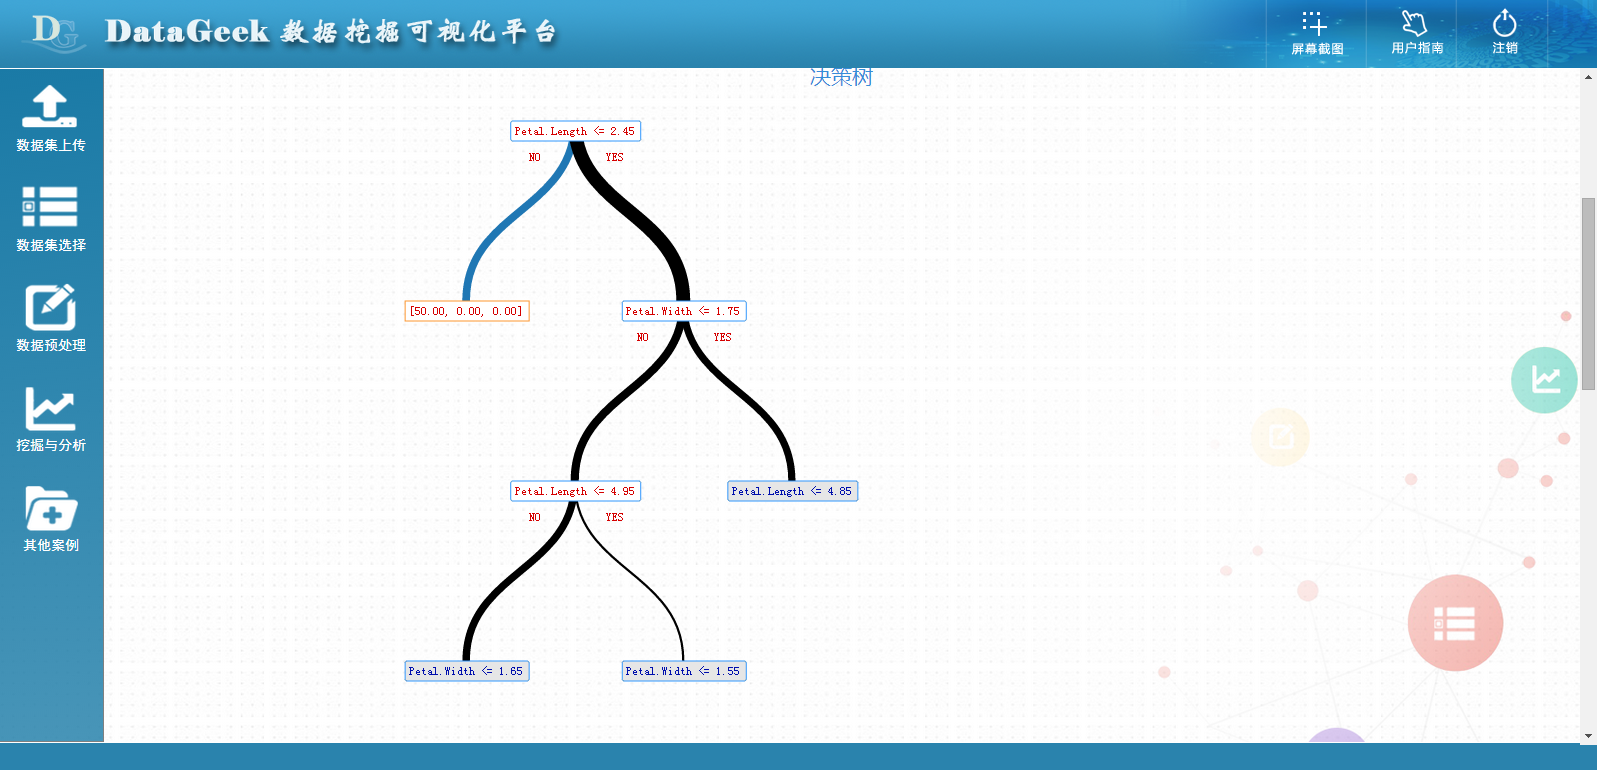 DG
DataGeek 数据挖掘可视化平台
屏幕截图
用户指南
注销
数据集上传
数据集选择
数据预处理
挖掘与分析
其他案例
决策树
Petal.Length <= 2.45
NO YES
[50.00, 0.00, 0.00]
Petal.Width <= 1.75
NO YES
Petal.Length <= 4.95
Petal.Length <= 4.85
NO YES
Petal.Width <= 1.65
Petal.Width <= 1.55